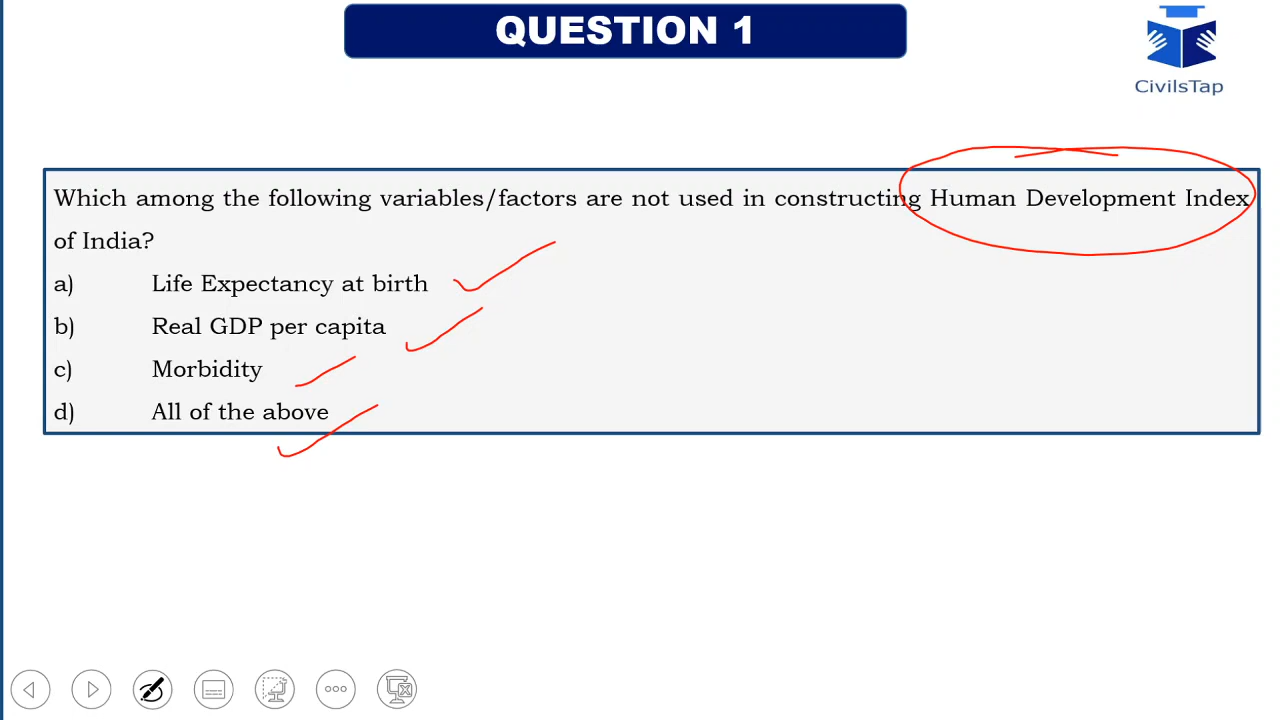 QUESTION 1
CivilsTap
Which among the following variables/factors are not used in constructing Human Development Index
of India?
a) Life Expectancy at birth
b) Real GDP per capita
c) Morbidity
d) All of the above